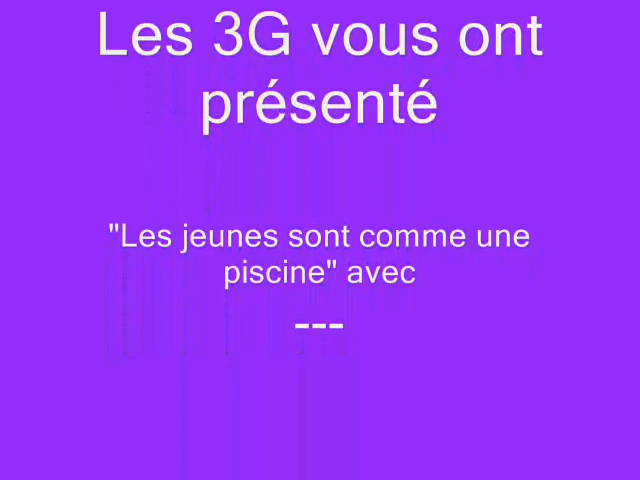 Les 3G vous ont
présenté
"Les jeunes sont comme une
piscine" avec
---